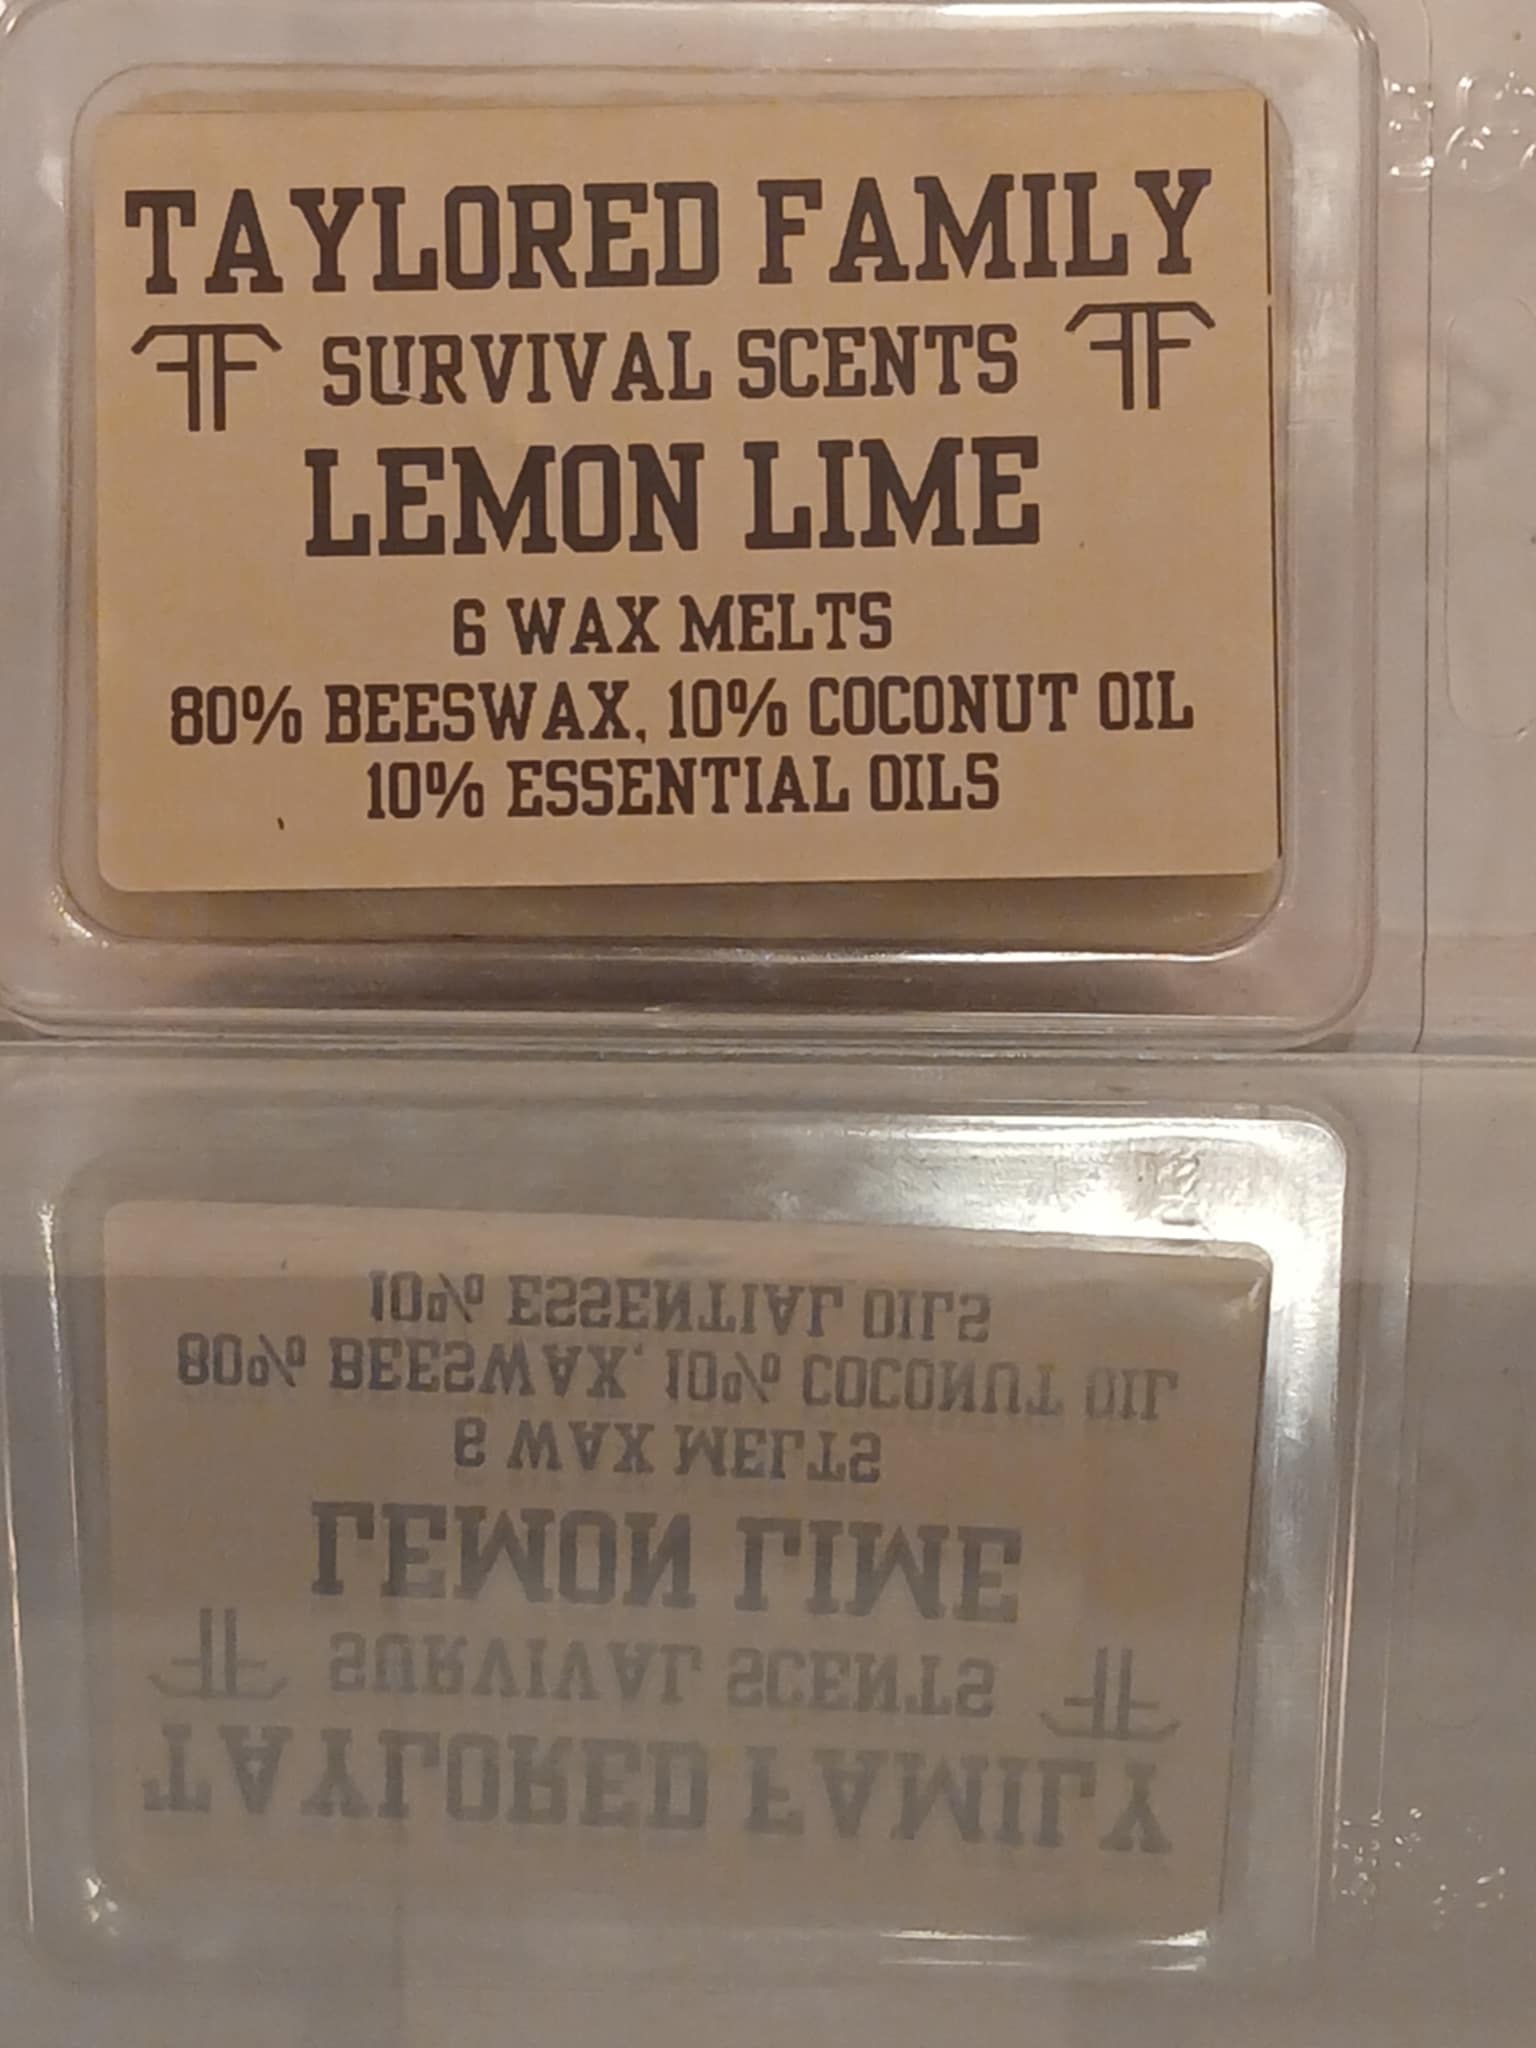 TAYLORED FAMILY
SURVIVAL SCENTS
LEMON LIME
6 WAX MELTS
80% BEESWAX, 10% COCONUT OIL
10% ESSENTIAL OILS